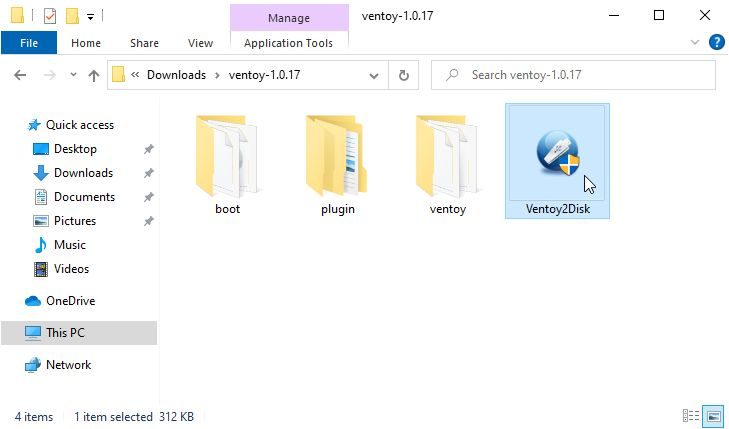 Manage
ventoy-1.0.17
File
Home
Share
View
Application Tools
« Downloads › ventoy-1.0.17
Search ventoy-1.0.17
Quick access
Desktop
Downloads
Documents
Pictures
Music
Videos
OneDrive
This PC
Network
boot
plugin
ventoy
Ventoy2Disk
4 items
1 item selected 312 KB